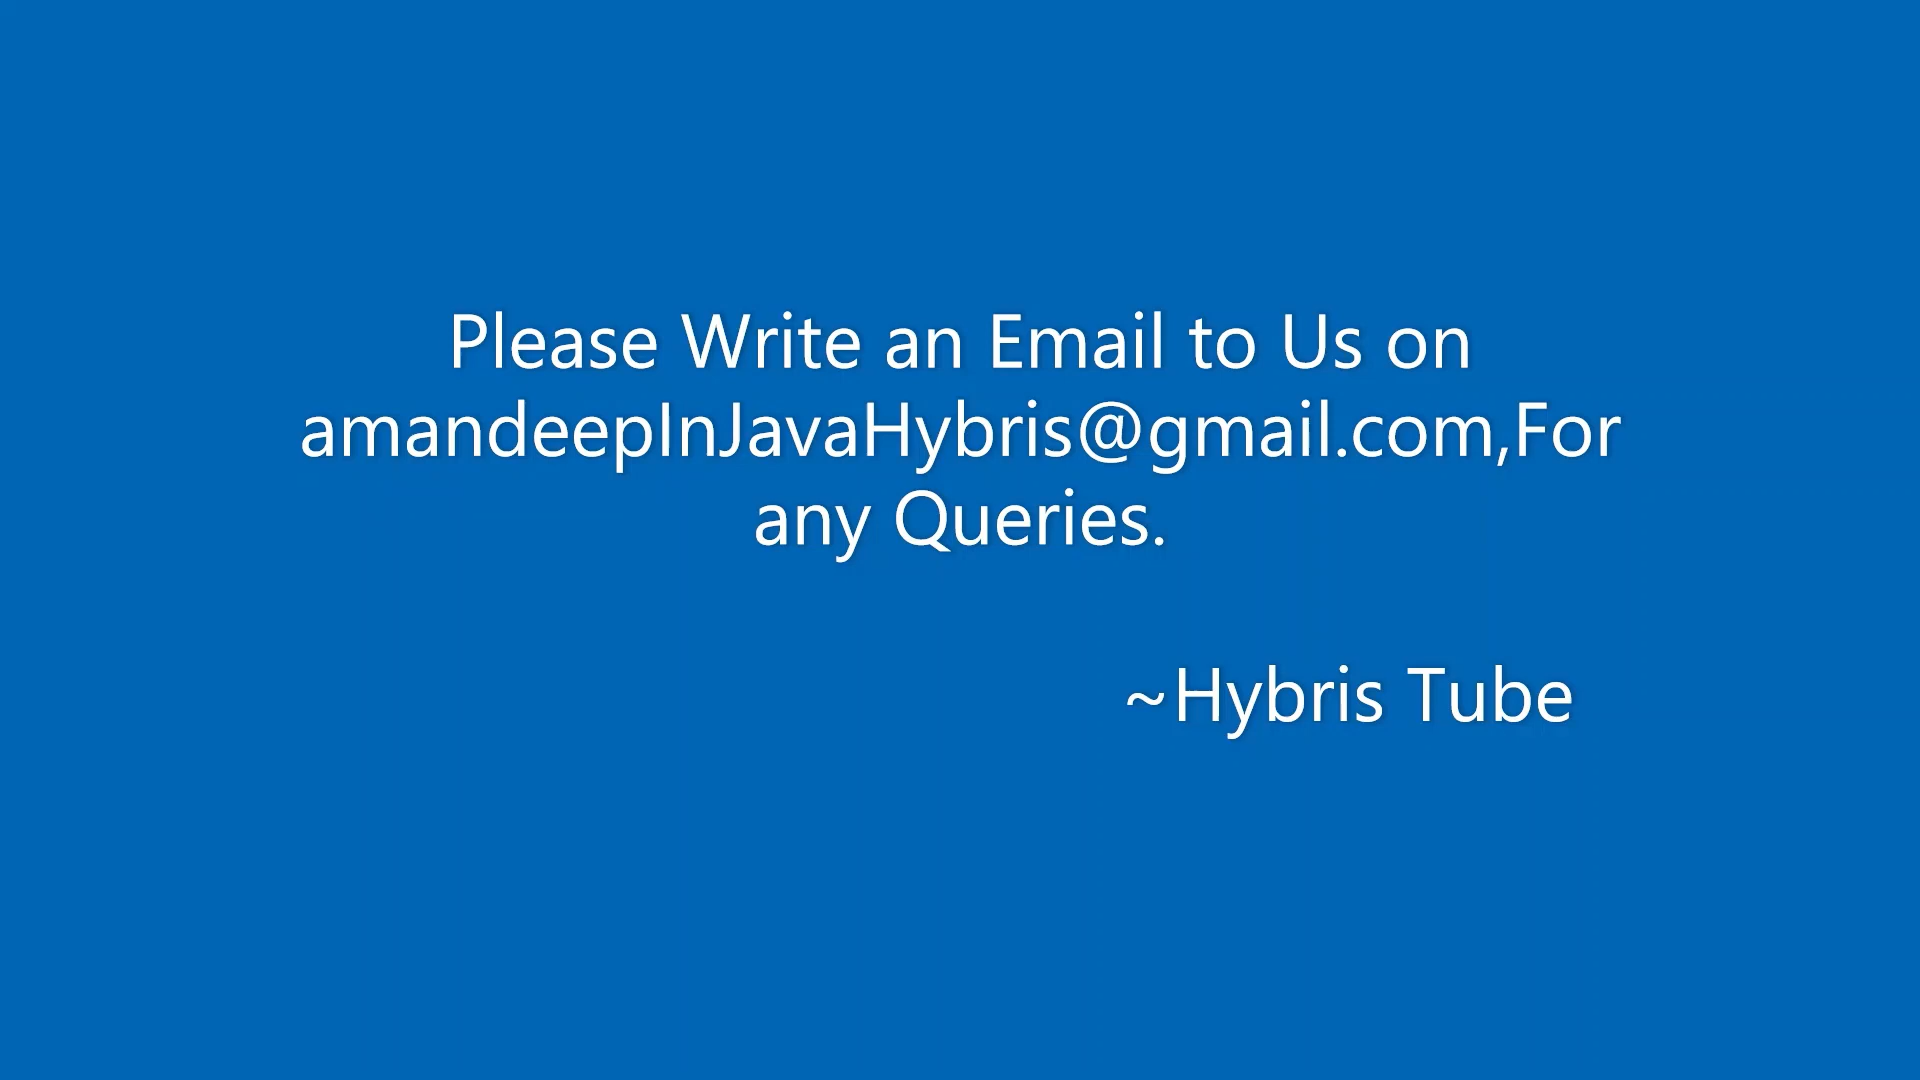 Please Write an Email to Us on
amandeepInJavaHybris@gmail.com,For
any Queries.
~Hybris Tube